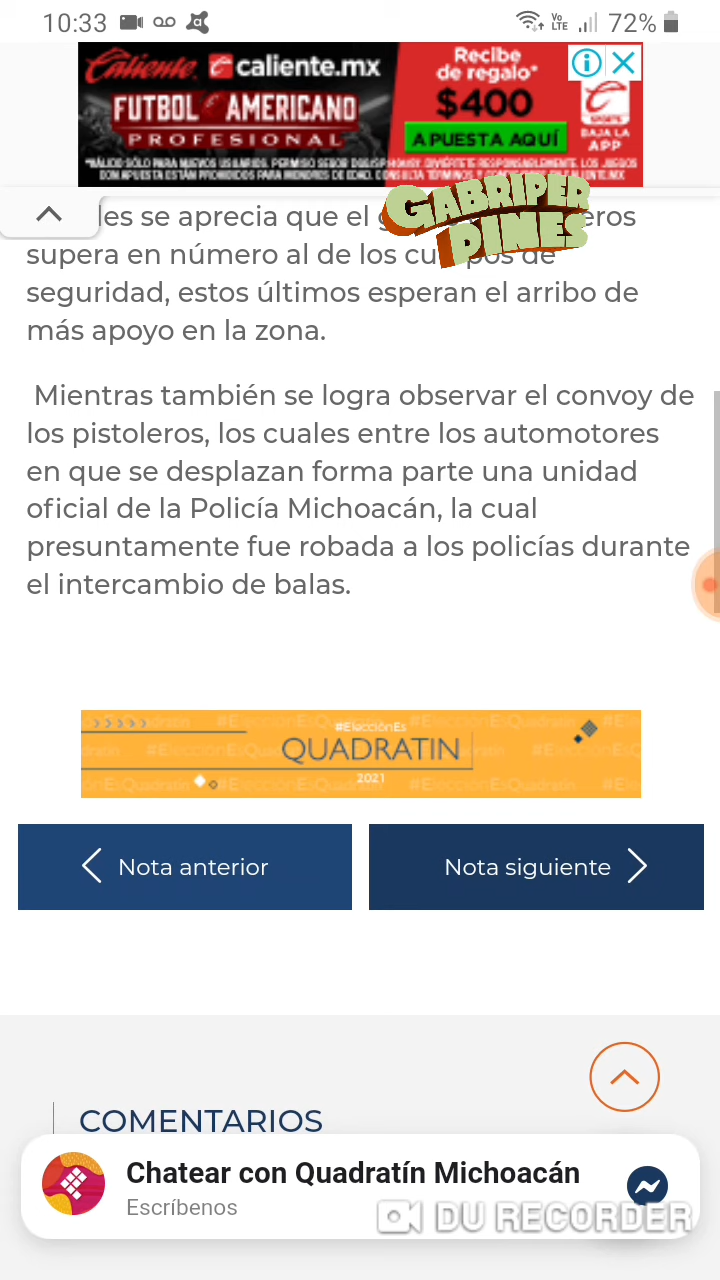 10:33
Vo
LTE
72%
Caliente. caliente.mx
FUTBOL AMERICANO
PROFESIONAL
Recibe
de regalo*
$400
APUESTA AQUÍ
BAJA LA
APP
GABRIPER
PINES
les se aprecia que el eros
supera en número al de los de
seguridad, estos últimos esperan el arribo de
más apoyo en la zona.
Mientras también se logra observar el convoy de
los pistoleros, los cuales entre los automotores
en que se desplazan forma parte una unidad
oficial de la Policía Michoacán, la cual
presuntamente fue robada a los policías durante
el intercambio de balas.
#ElecciónEs
QUADRATIN
2021
Nota anterior
Nota siguiente
COMENTARIOS
Chatear con Quadratín Michoacán
Escríbenos
DU RECORDER